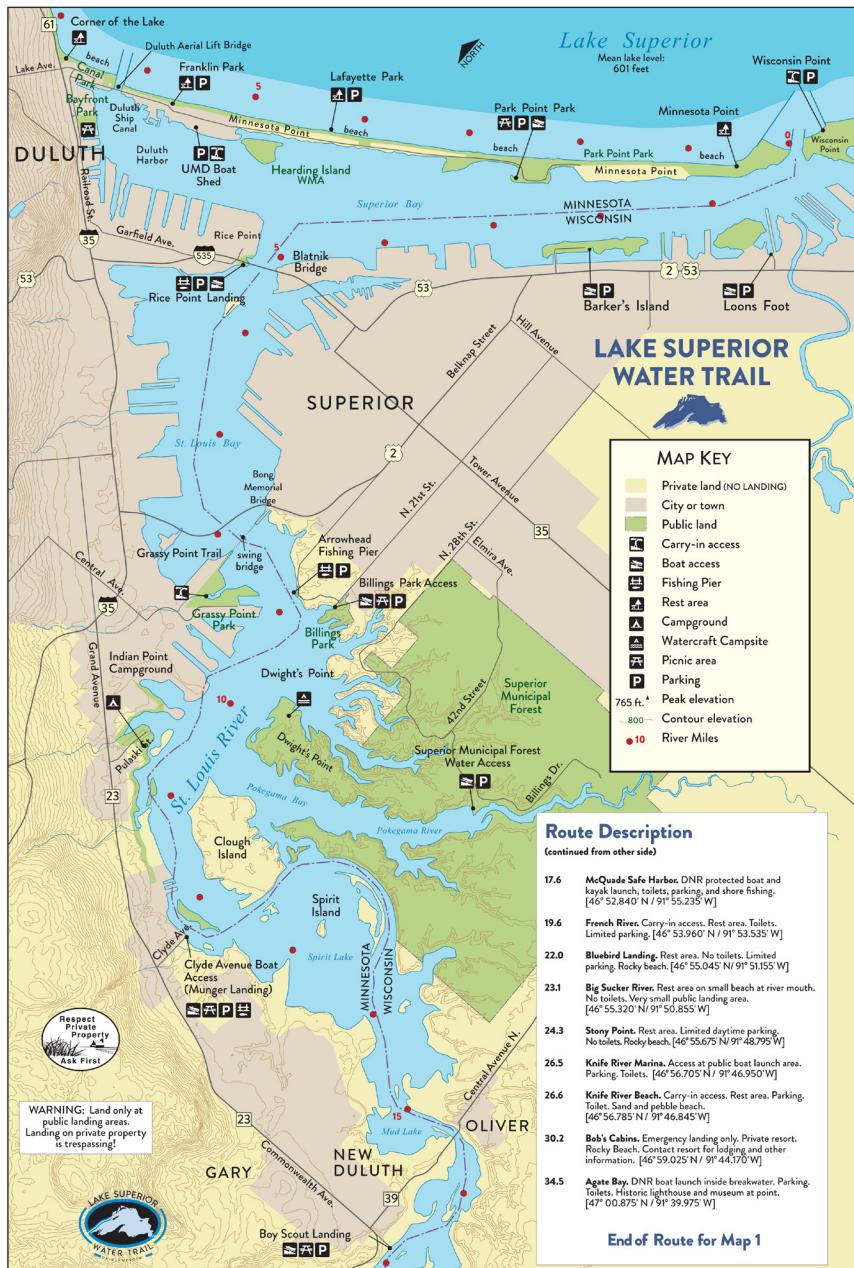 61
Corner of the Lake
Lake Superior
Mean lake level:
601 feet
NORTH
Wisconsin Point
P
Duluth Aerial Lift Bridge
beach
Lake Ave.
Canal
Park
Franklin Park
P
5
Lafayette Park
P
Park Point Park
P
Minnesota Point
0
Bayfront
Park
Duluth
Ship
Canal
Minnesota Point
beach
beach
Park Point Park
beach
Wisconsin
Point
DULUTH
Duluth
Harbor
P
UMD Boat
Shed
Hearding Island
WMA
Minnesota Point
Railroad St.
Superior Bay
MINNESOTA
WISCONSIN
35
Garfield Ave.
Rice Point
535
5
Blatnik
Bridge
53
P
Rice Point Landing
53
2
53
P
Barker's Island
P
Loons Foot
Belknap Street
Hill Avenue
LAKE SUPERIOR
WATER TRAIL
SUPERIOR
St. Louis Bay
2
Tower Avenue
N. 21st St.
N. 28th St.
Elmira Ave.
35
Bong
Memorial
Bridge
MAP KEY
Private land (NO LANDING)
City or town
Public land
Carry-in access
Boat access
Fishing Pier
Rest area
Campground
Watercraft Campsite
Picnic area
P Parking
765 ft. Peak elevation
800 Contour elevation
10 River Miles
Grassy Point Trail
swing
bridge
Arrowhead
Fishing Pier
P
Central Ave.
35
Billings Park Access
P
Grassy Point
Park
Billings
Park
Grand Avenue
Indian Point
Campground
Dwight's Point
Superior
Municipal
Forest
42nd Street
10
Pulaski St.
St. Louis River
Dwight's Point
Superior Municipal Forest
Water Access
P
Billings Dr.
23
Pokegama Bay
Pokegama River
Clough
Island
Spirit
Island
Clyde Ave.
Spirit Lake
MINNESOTA
WISCONSIN
Clyde Avenue Boat
Access
(Munger Landing)
P
Respect
Private
Property
Ask First
WARNING: Land only at
public landing areas.
Landing on private property
is trespassing!
23
Central Avenue N.
15
Mud Lake
OLIVER
GARY
NEW
DULUTH
Commonwealth Ave.
39
Boy Scout Landing
P
LAKE SUPERIOR
WATER TRAIL
Route Description
(continued from other side)
17.6 McQuade Safe Harbor. DNR protected boat and
kayak launch, toilets, parking, and shore fishing.
[46° 52.840' N / 91° 55.235' W]
19.6 French River. Carry-in access. Rest area. Toilets.
Limited parking. [46° 53.960' N / 91° 53.535' W]
22.0 Bluebird Landing. Rest area. No toilets. Limited
parking. Rocky beach. [46° 55.045' N/ 91° 51.155' W]
23.1 Big Sucker River. Rest area on small beach at river mouth.
No toilets. Very small public landing area.
[46° 55.320' N/ 91° 50.855' W]
24.3 Stony Point. Rest area. Limited daytime parking.
No toilets. Rocky beach. [46° 55.675' N/ 91° 48.795' W]
26.5 Knife River Marina. Access at public boat launch area.
Parking. Toilets. [46° 56.705' N / 91° 46.950' W]
26.6 Knife River Beach. Carry-in access. Rest area. Parking.
Toilet. Sand and pebble beach.
[46° 56.785' N / 91° 46.845' W]
30.2 Bob's Cabins. Emergency landing only. Private resort.
Rocky Beach. Contact resort for lodging and other
information. [46° 59.025' N / 91° 44.170' W]
34.5 Agate Bay. DNR boat launch inside breakwater. Parking.
Toilets. Historic lighthouse and museum at point.
[47° 00.875' N / 91° 39.975' W]
End of Route for Map 1